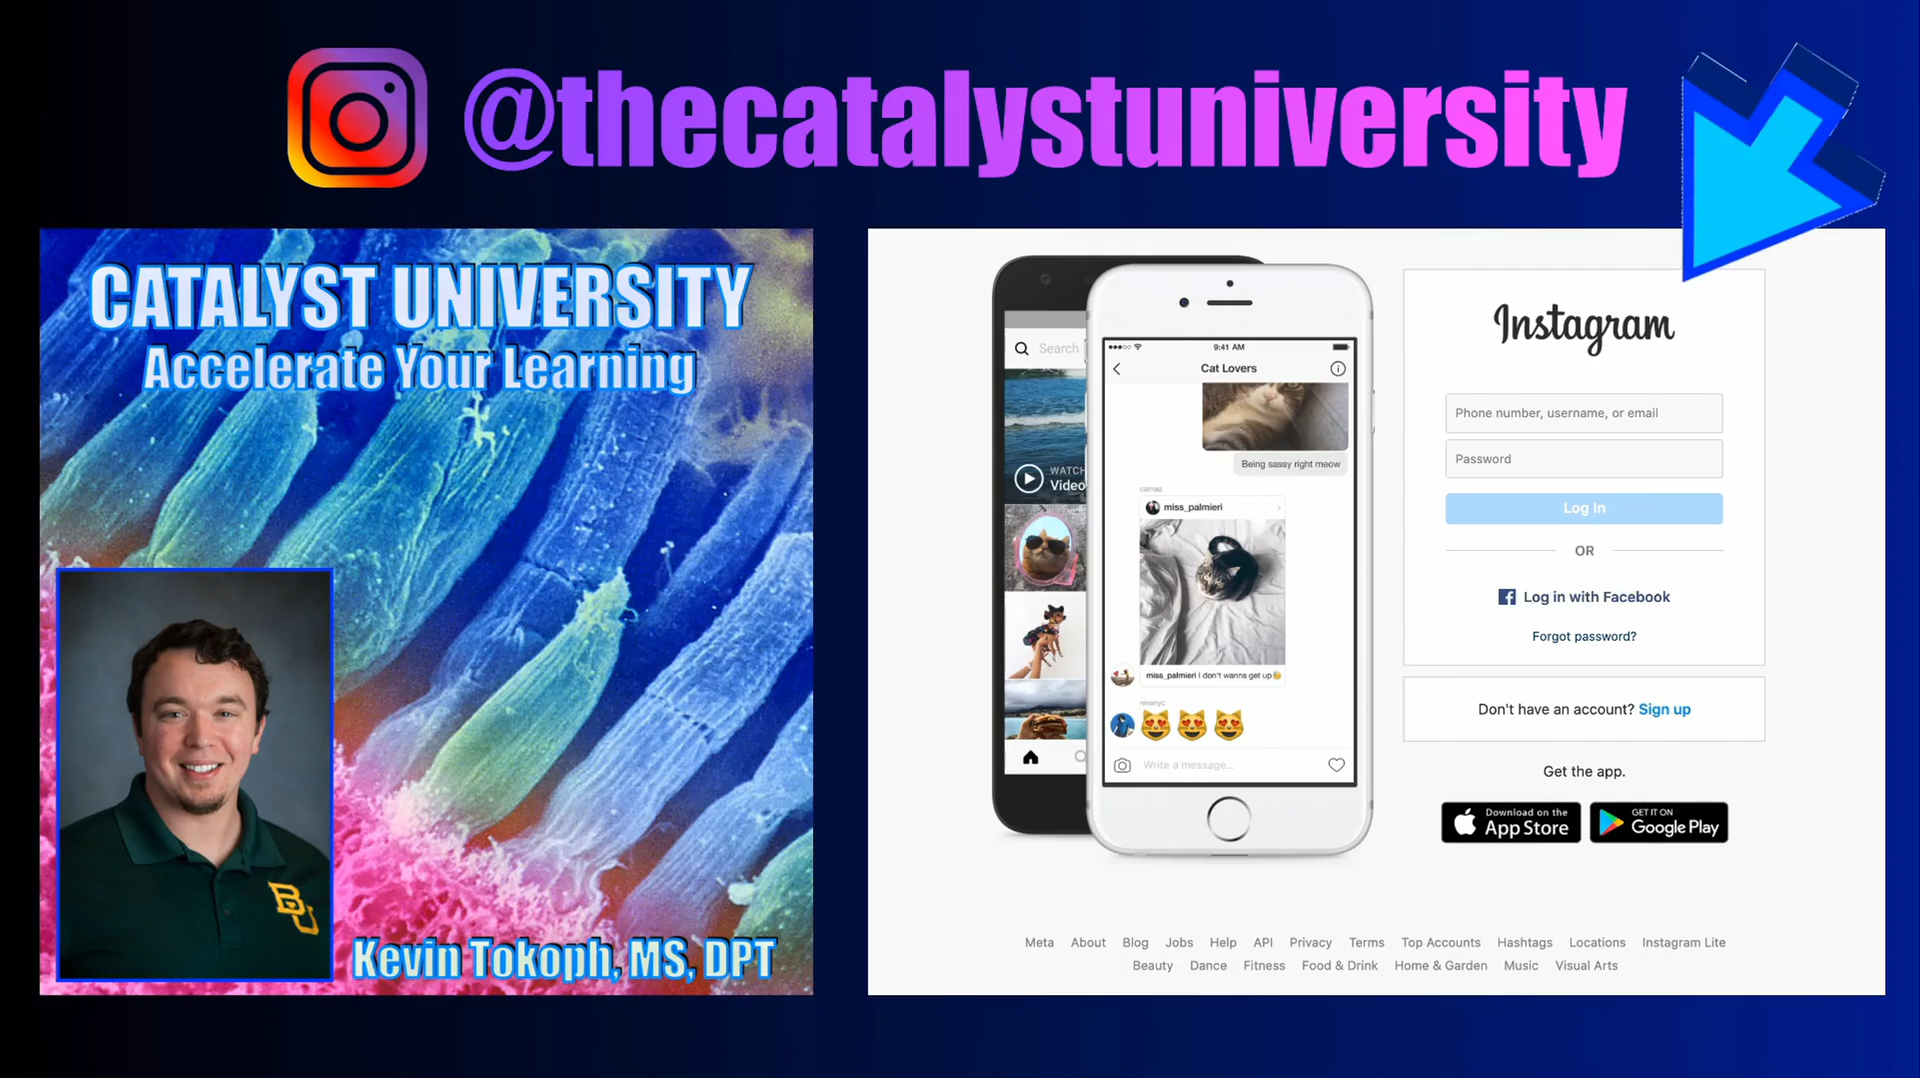 @thecatalystuniversity
CATALYST UNIVERSITY
Accelerate Your Learning
BU
Kevin Tokoph, MS, DPT
Search
WATCH
Video
9:41 AM
Cat Lovers
Being sassy right meow
catnap
miss_palmieri
miss_palmieri I don't wanna get up
ninanyc
Write a message...
Instagram
Phone number, username, or email
Password
Log In
OR
Log in with Facebook
Forgot password?
Don't have an account? Sign up
Get the app.
Download on the
App Store
GET IT ON
Google Play
Meta About Blog Jobs Help API Privacy Terms Top Accounts Hashtags Locations Instagram Lite
Beauty Dance Fitness Food & Drink Home & Garden Music Visual Arts